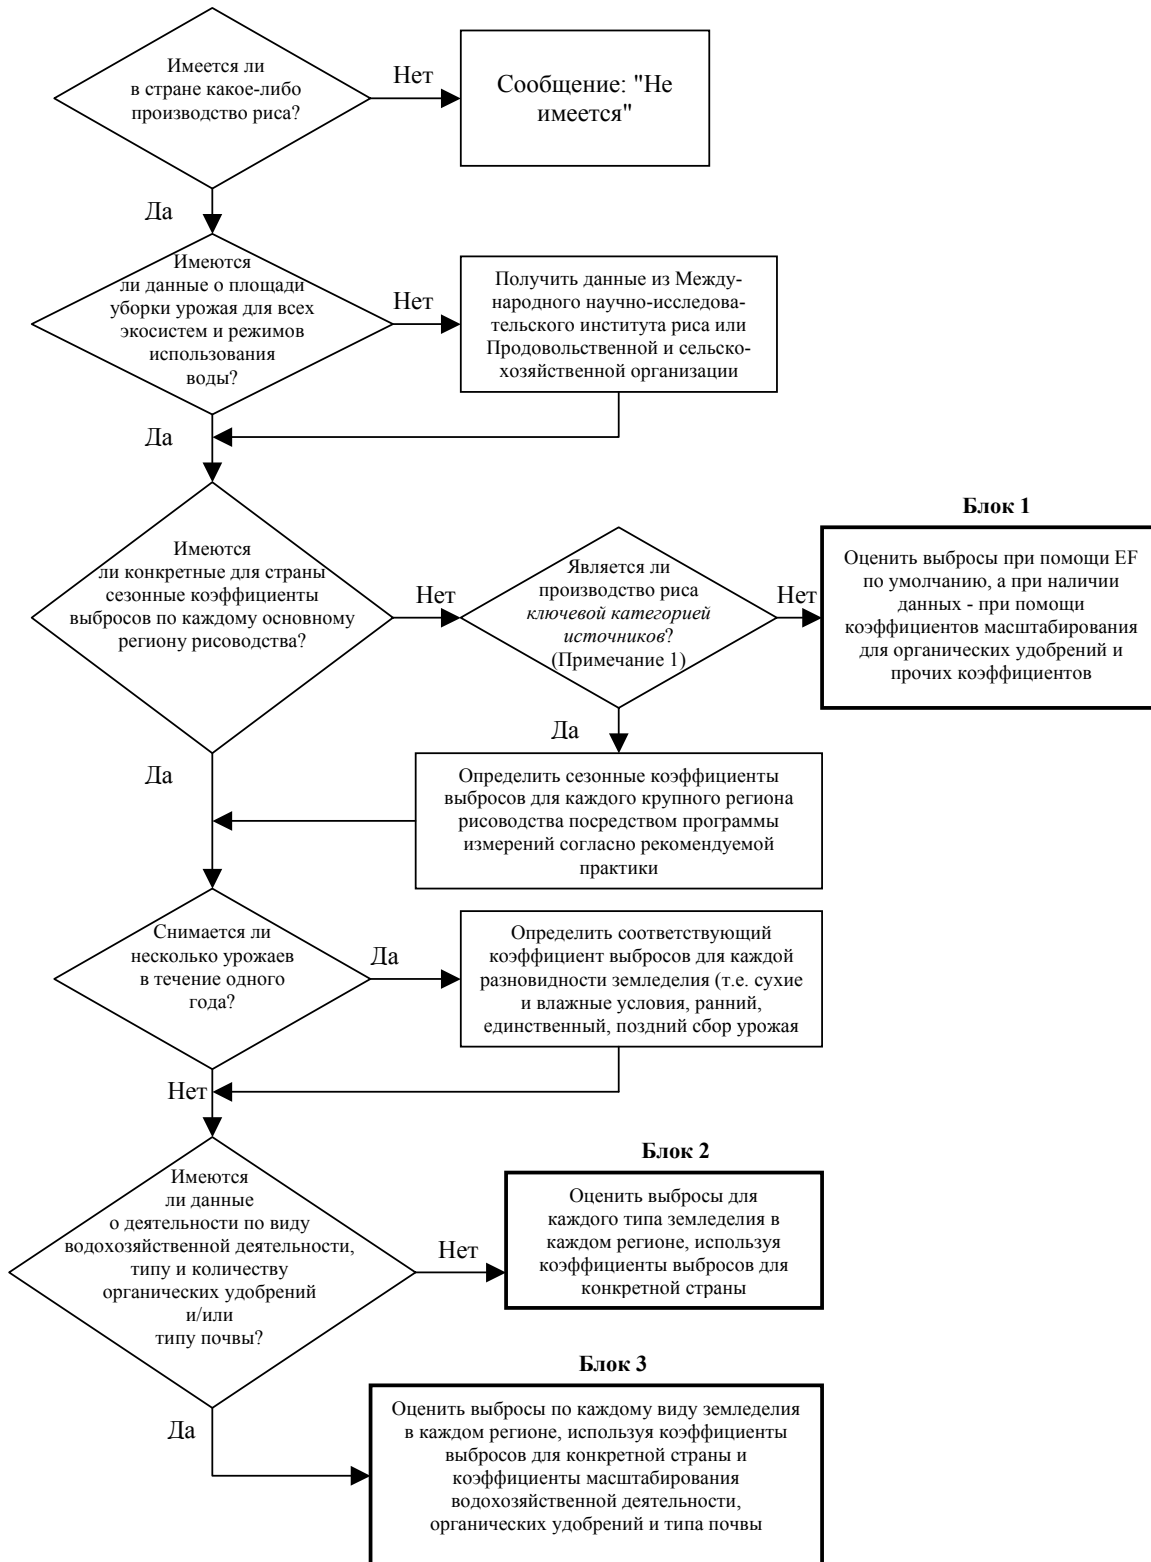 Имеется ли
в стране какое-либо
производство риса?
Нет
Сообщение: "Не
имеется"
Да
Имеются
ли данные о площади
уборки урожая для всех
экосистем и режимов
использования
воды?
Нет
Получить данные из Между-
народного научно-исследова-
тельского института риса или
Продовольственной и сельско-
хозяйственной организации
Да
Имеются
ли конкретные для страны
сезонные коэффициенты
выбросов по каждому основному
региону рисоводства?
Нет
Является ли
производство риса
ключевой категорией
источников?
(Примечание 1)
Нет
Блок 1
Оценить выбросы при помощи EF
по умолчанию, а при наличии
данных - при помощи
коэффициентов масштабирования
для органических удобрений и
прочих коэффициентов
Да
Да
Определить сезонные коэффициенты
выбросов для каждого крупного региона
рисоводства посредством программы
измерений согласно рекомендуемой
практики
Снимается ли
несколько урожаев
в течение одного
года?
Да
Определить соответствующий
коэффициент выбросов для каждой
разновидности земледелия (т.е. сухие
и влажные условия, ранний,
единственный, поздний сбор урожая
Нет
Имеются
ли данные
о деятельности по виду
водохозяйственной деятельности,
типу и количеству
органических удобрений
и/или
типу почвы?
Нет
Блок 2
Оценить выбросы для
каждого типа земледелия в
каждом регионе, используя
коэффициенты выбросов для
конкретной страны
Да
Блок 3
Оценить выбросы по каждому виду земледелия
в каждом регионе, используя коэффициенты
выбросов для конкретной страны и
коэффициенты масштабирования
водохозяйственной деятельности,
органических удобрений и типа почвы